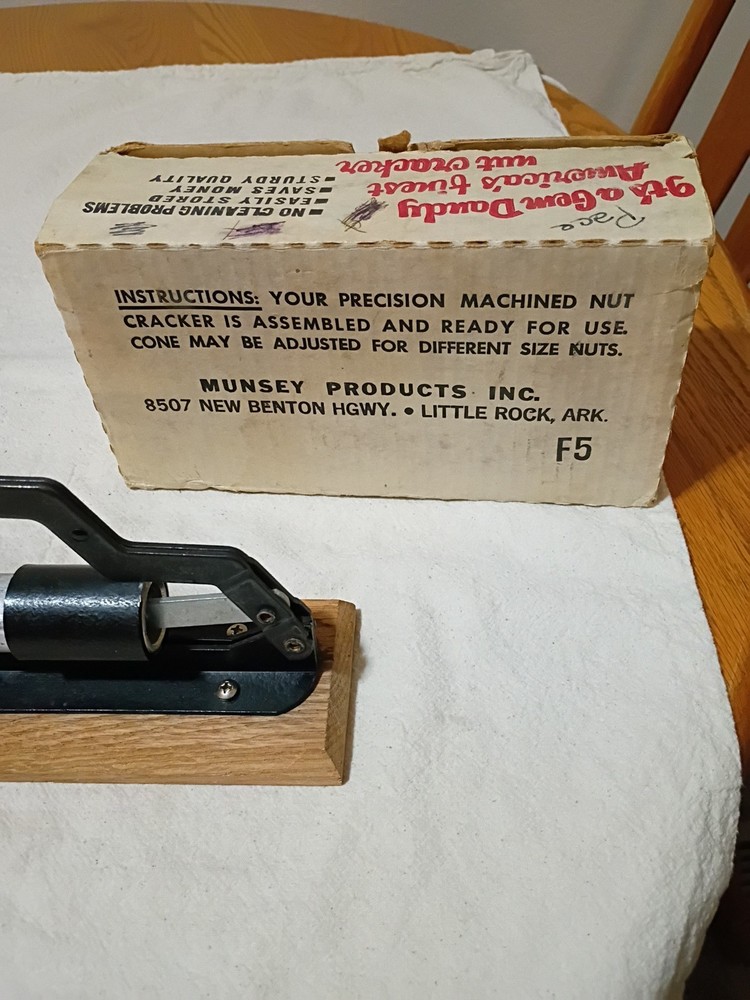 It's a Gem Dandy
America's finest
nut cracker
■ NO CLEANING PROBLEMS
■ EASILY STORED
■ SAVES MONEY
■ STURDY QUALITY
INSTRUCTIONS: YOUR PRECISION MACHINED NUT
CRACKER IS ASSEMBLED AND READY FOR USE.
CONE MAY BE ADJUSTED FOR DIFFERENT SIZE NUTS.
MUNSEY PRODUCTS INC.
8507 NEW BENTON HGWY. • LITTLE ROCK, ARK.
F5